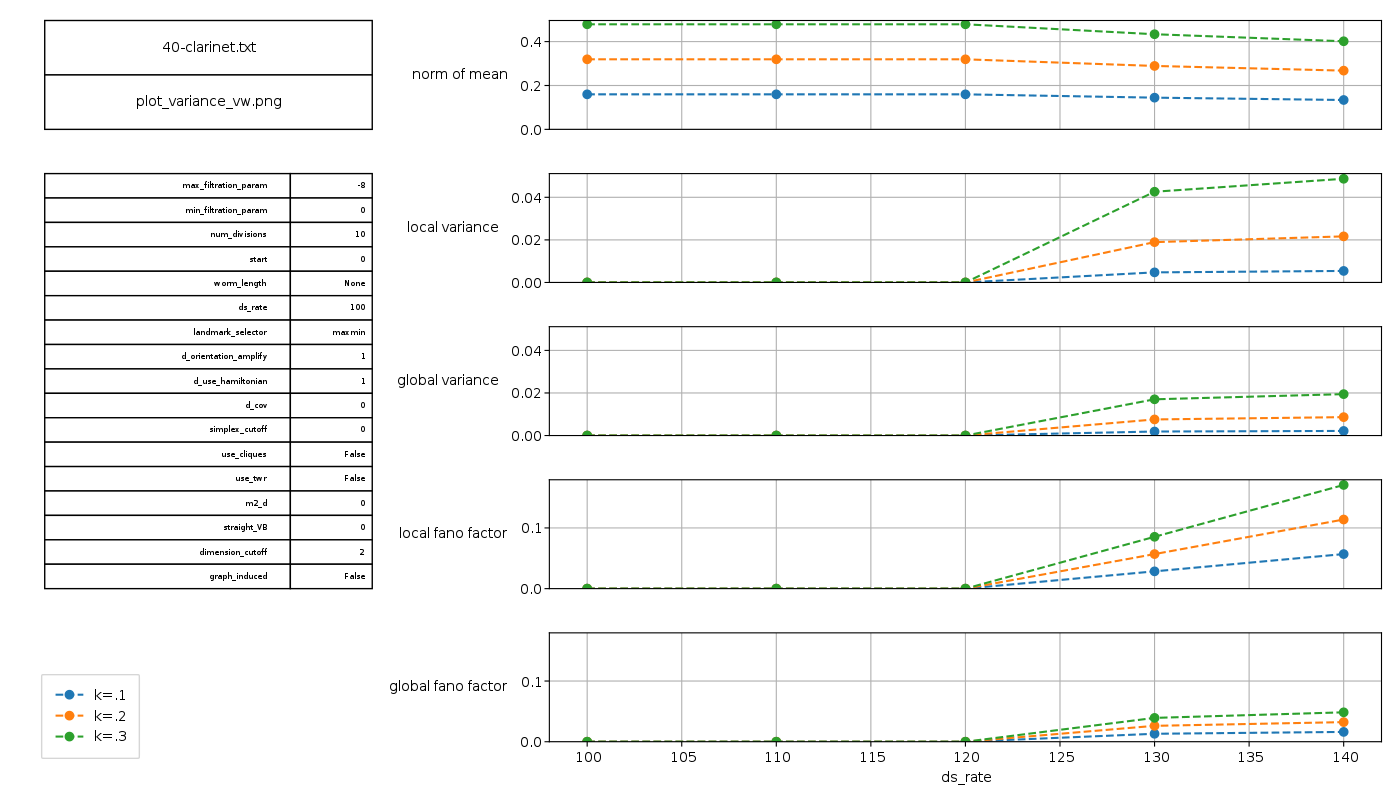 40-clarinet.txt
plot_variance_vw.png
max_filtration_param -8
min_filtration_param 0
num_divisions 10
start 0
worm_length None
ds_rate 100
landmark_selector maxmin
d_orientation_amplify 1
d_use_hamiltonian 1
d_cov 0
simplex_cutoff 0
use_cliques False
use_twr False
m2_d 0
straight_VB 0
dimension_cutoff 2
graph_induced False
k=.1
k=.2
k=.3
norm of mean
0.4
0.2
0.0
local variance
0.04
0.02
0.00
global variance
0.04
0.02
0.00
local fano factor
0.1
0.0
global fano factor
0.1
0.0
100 105 110 115 120 125 130 135 140
ds_rate